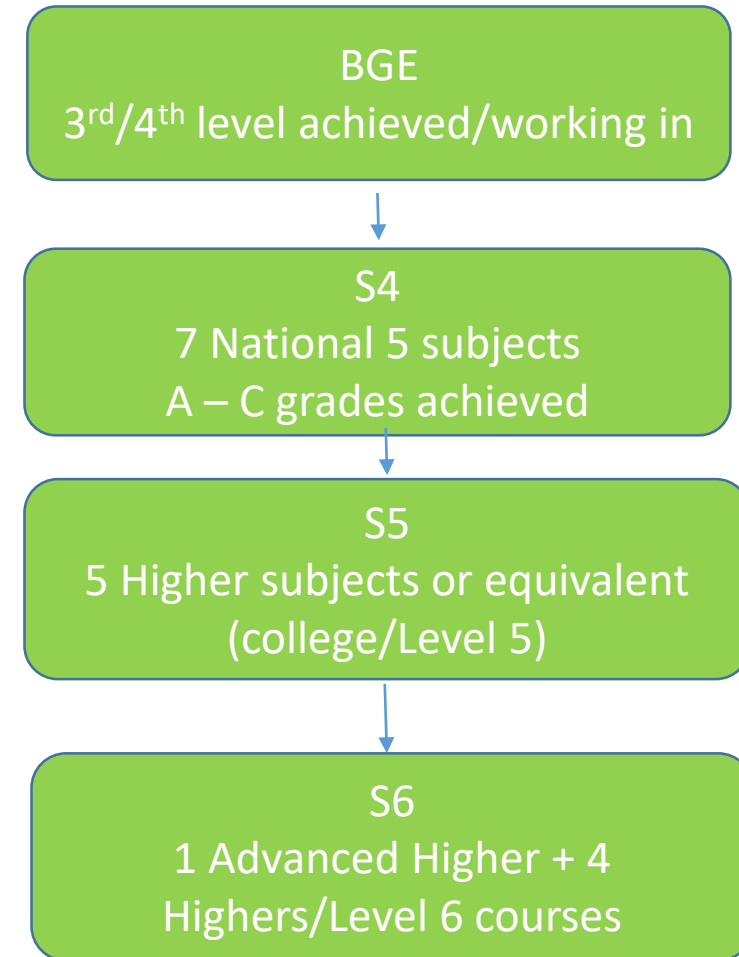 BGE
3rd/4th level achieved/working in
S4
7 National 5 subjects
A – C grades achieved
S5
5 Higher subjects or equivalent
(college/Level 5)
S6
1 Advanced Higher + 4
Highers/Level 6 courses